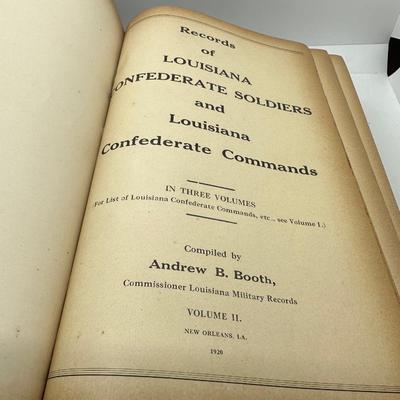 Records
of
LOUISIANA
CONFEDERATE SOLDIERS
and
Louisiana
Confederate Commands
IN THREE VOLUMES
(For List of Louisiana Confederate Commands, etc., see Volume I.)
Compiled by
Andrew B. Booth,
Commissioner Louisiana Military Records
VOLUME II.
NEW ORLEANS, LA.
1920